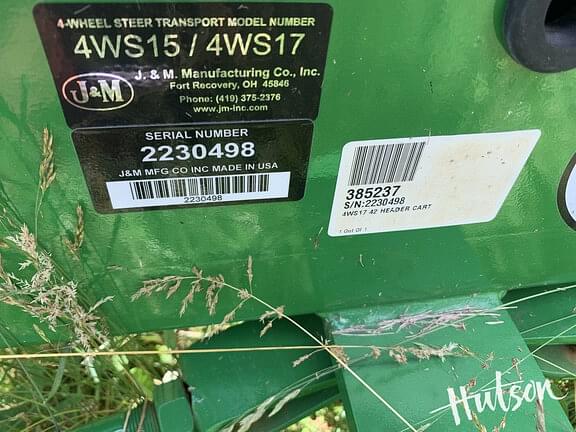 4-WHEEL STEER TRANSPORT MODEL NUMBER
4WS15 / 4WS17
J&M
J. & M. Manufacturing Co., Inc.
Fort Recovery, OH 45846
Phone: (419) 375-2376
www.jm-inc.com
SERIAL NUMBER
2230498
J&M MFG CO INC MADE IN USA
2230498
385237
S/N:2230498
4WS17 42 HEADER CART
1 Out Of 1
Hutson